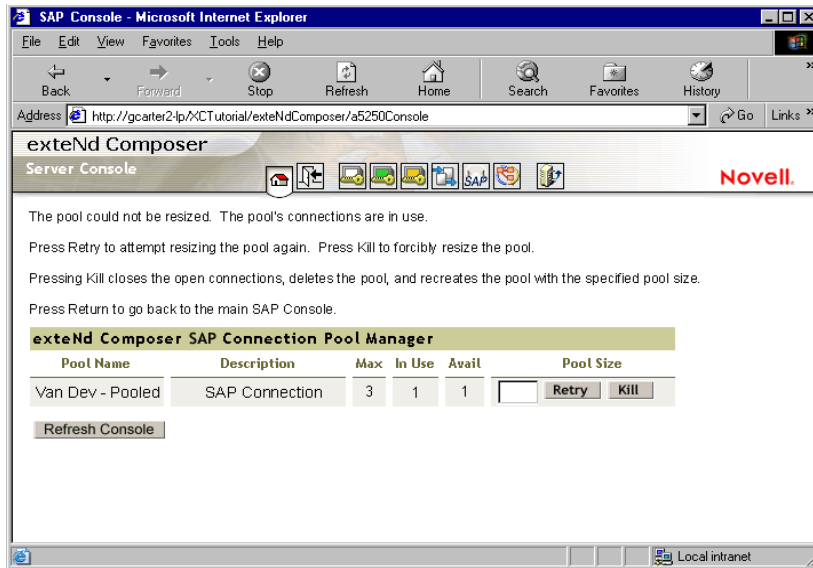 SAP Console - Microsoft Internet Explorer
File Edit View Favorites Tools Help
Back Forward Stop Refresh Home Search Favorites History »
Address http://gcarter2-lp/XCTutorial/exteNdComposer/a5250Console Go Links »
exteNd Composer
Server Console
SAP
Novell.
The pool could not be resized. The pool's connections are in use.
Press Retry to attempt resizing the pool again. Press Kill to forcibly resize the pool.
Pressing Kill closes the open connections, deletes the pool, and recreates the pool with the specified pool size.
Press Return to go back to the main SAP Console.
exteNd Composer SAP Connection Pool Manager
Pool Name Description Max In Use Avail Pool Size
Van Dev - Pooled SAP Connection 3 1 1 Retry Kill
Refresh Console
Local intranet